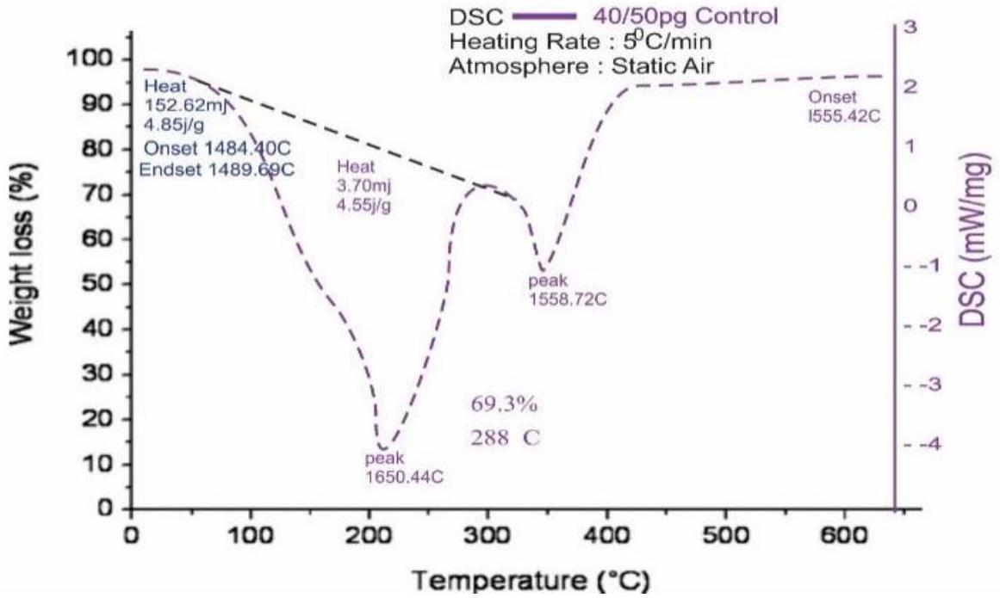 DSC 40/50pg Control
Heating Rate : 5⁰C/min
Atmosphere : Static Air
Weight loss (%)
100
90
80
70
60
50
40
30
20
10
0
Heat
152.62mj
4.85j/g
Onset 1484.40C
Endset 1489.69C
Heat
3.70mj
4.55j/g
peak
1650.44C
69.3%
288 C
peak
1558.72C
Onset
I555.42C
3
2
1
0
-1
-2
-3
-4
DSC (mW/mg)
0 100 200 300 400 500 600
Temperature (°C)